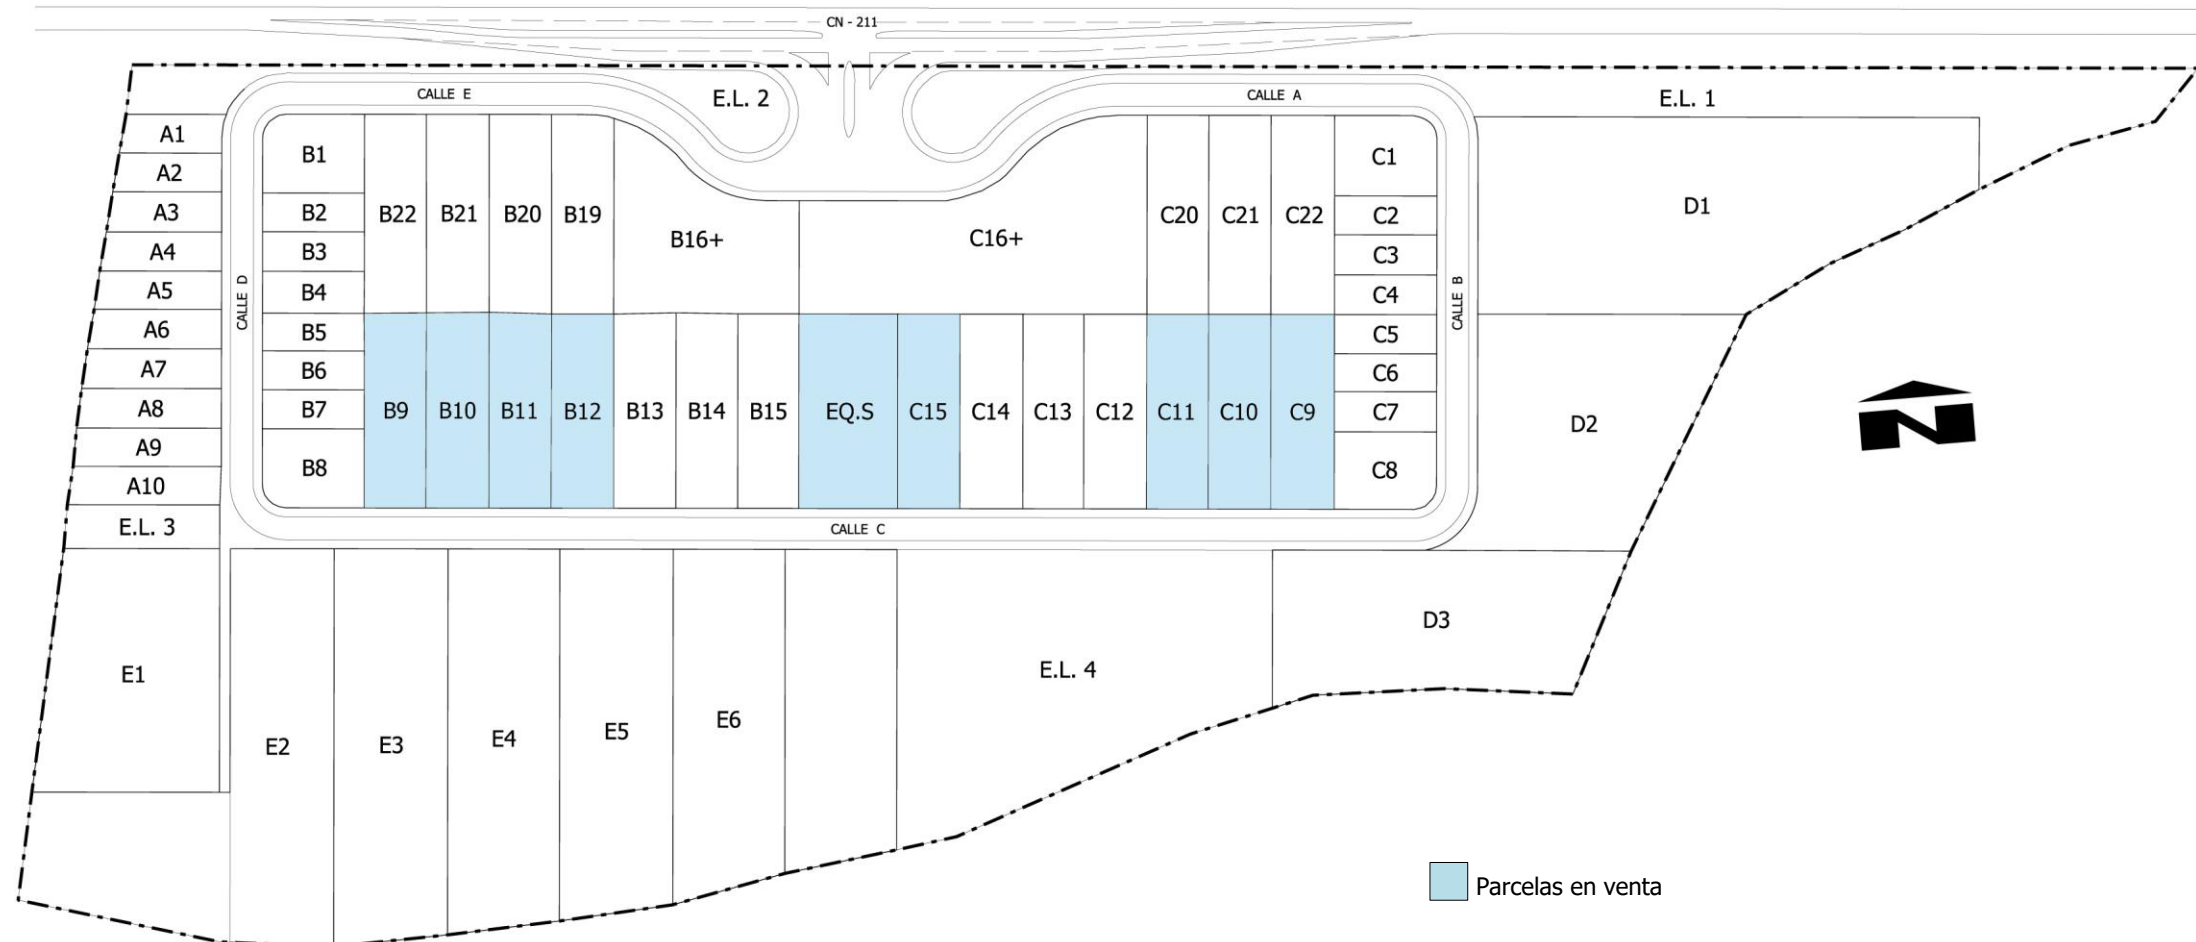 CN - 211
CALLE E
E.L. 2
CALLE A
E.L. 1
A1
A2
A3
A4
A5
A6
A7
A8
A9
A10
E.L. 3
CALLE D
B1
B2
B3
B4
B5
B6
B7
B8
B22 B21 B20 B19
B16+
C16+
C20 C21 C22
C1
C2
C3
C4
C5
C6
C7
C8
CALLE B
D1
D2
B9 B10 B11 B12 B13 B14 B15 EQ.S C15 C14 C13 C12 C11 C10 C9
CALLE C
D3
E1
E2
E3
E4
E5
E6
E.L. 4
N
Parcelas en venta